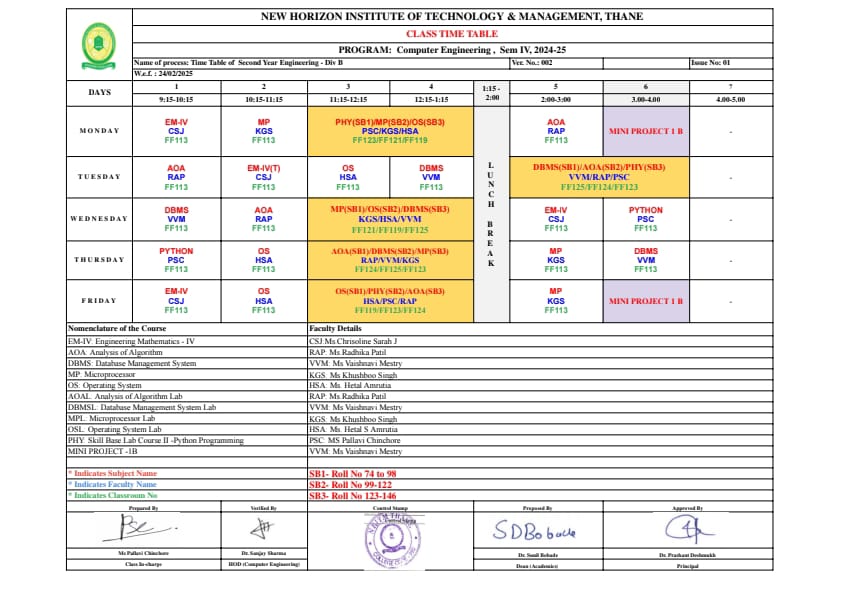 NEW HORIZON INSTITUTE OF TECHNOLOGY & MANAGEMENT, THANE
CLASS TIME TABLE
PROGRAM: Computer Engineering , Sem IV, 2024-25
Name of process: Time Table of Second Year Engineering - Div B Ver. No.: 002 Issue No: 01
W.e.f. : 24/02/2025
DAYS 1 2 3 4 1:15 - 2:00 5 6 7
9:15-10:15 10:15-11:15 11:15-12:15 12:15-1:15 2:00-3:00 3.00-4.00 4.00-5.00
LUNCH BREAK
MONDAY
EM-IV MP PHY(SB1)/MP(SB2)/OS(SB3) AOA MINI PROJECT 1 B -
CSJ KGS PSC/KGS/HSA RAP
FF113 FF113 FF123/FF121/FF119 FF113
TUESDAY
AOA EM-IV(T) OS DBMS DBMS(SB1)/AOA(SB2)/PHY(SB3) -
RAP CSJ HSA VVM VVM/RAP/PSC
FF113 FF113 FF113 FF113 FF125/FF124/FF123
WEDNESDAY
DBMS AOA MP(SB1)/OS(SB2)/DBMS(SB3) EM-IV PYTHON -
VVM RAP KGS/HSA/VVM CSJ PSC
FF113 FF113 FF121/FF119/FF125 FF113 FF113
THURSDAY
PYTHON OS AOA(SB1)/DBMS(SB2)/MP(SB3) MP DBMS -
PSC HSA RAP/VVM/KGS KGS VVM
FF113 FF113 FF124/FF125/FF123 FF113 FF113
FRIDAY
EM-IV OS OS(SB1)/PHY(SB2)/AOA(SB3) MP MINI PROJECT 1 B -
CSJ HSA HSA/PSC/RAP KGS
FF113 FF113 FF119/FF123/FF124 FF113
Nomenclature of the Course Faculty Details
EM-IV: Engineering Mathematics - IV CSJ:Ms.Chrisoline Sarah J
AOA: Analysis of Algorithm RAP: Ms Radhika Patil
DBMS: Database Management System VVM: Ms Vaishnavi Mestry
MP: Microprocessor KGS: Ms Khushboo Singh
OS: Operating System HSA: Ms. Hetal Amrutia
AOAL: Analysis of Algorithm Lab RAP: Ms Radhika Patil
DBMSL: Database Management System Lab VVM: Ms Vaishnavi Mestry
MPL: Microprocessor Lab KGS: Ms Khushboo Singh
OSL: Operating System Lab HSA: Ms. Hetal S Amrutia
PHY: Skill Base Lab Course II -Python Programming PSC: MS Pallavi Chinchore
MINI PROJECT -1B VVM: Ms Vaishnavi Mestry
* Indicates Subject Name SB1- Roll No 74 to 98
* Indicates Faculty Name SB2- Roll No 99-122
* Indicates Classroom No SB3- Roll No 123-146
Prepared By Verified By Control Stamp Proposed By Approved By
SDBobade
Ms Pallavi Chinchore Dr. Sanjay Sharma Dr. Sunil Bobade Dr. Prashant Deshmukh
Class In-charge HOD (Computer Engineering) Dean (Academics) Principal